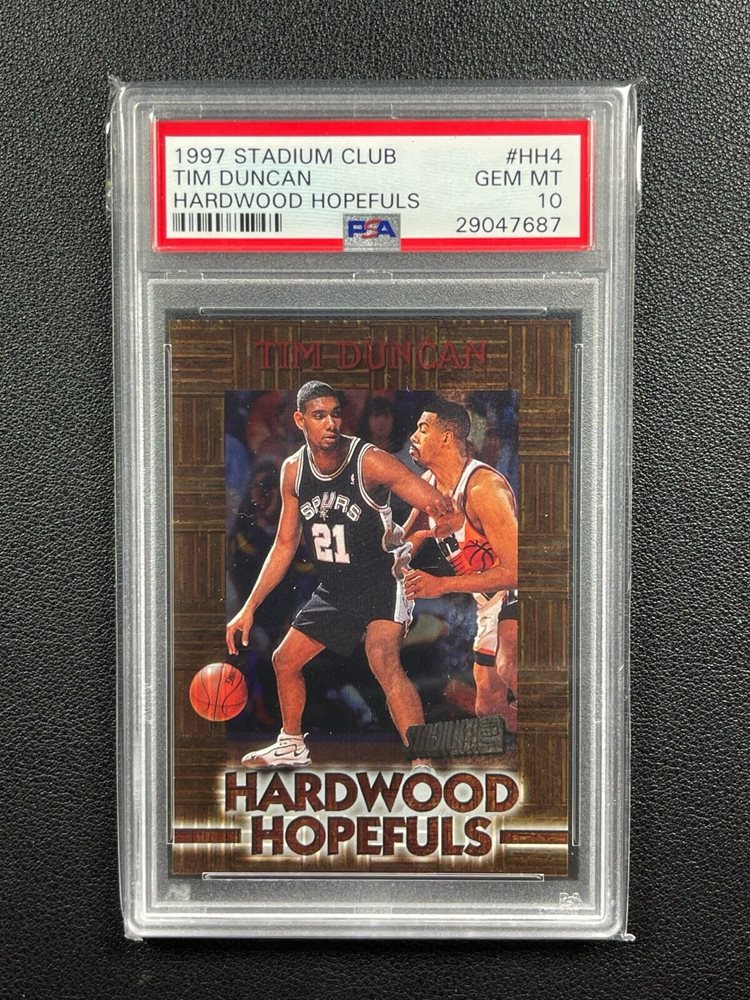 1997 STADIUM CLUB #HH4
TIM DUNCAN GEM MT
HARDWOOD HOPEFULS 10
PSA 29047687
TIM DUNCAN
SPURS
21
HARDWOOD
HOPEFULS